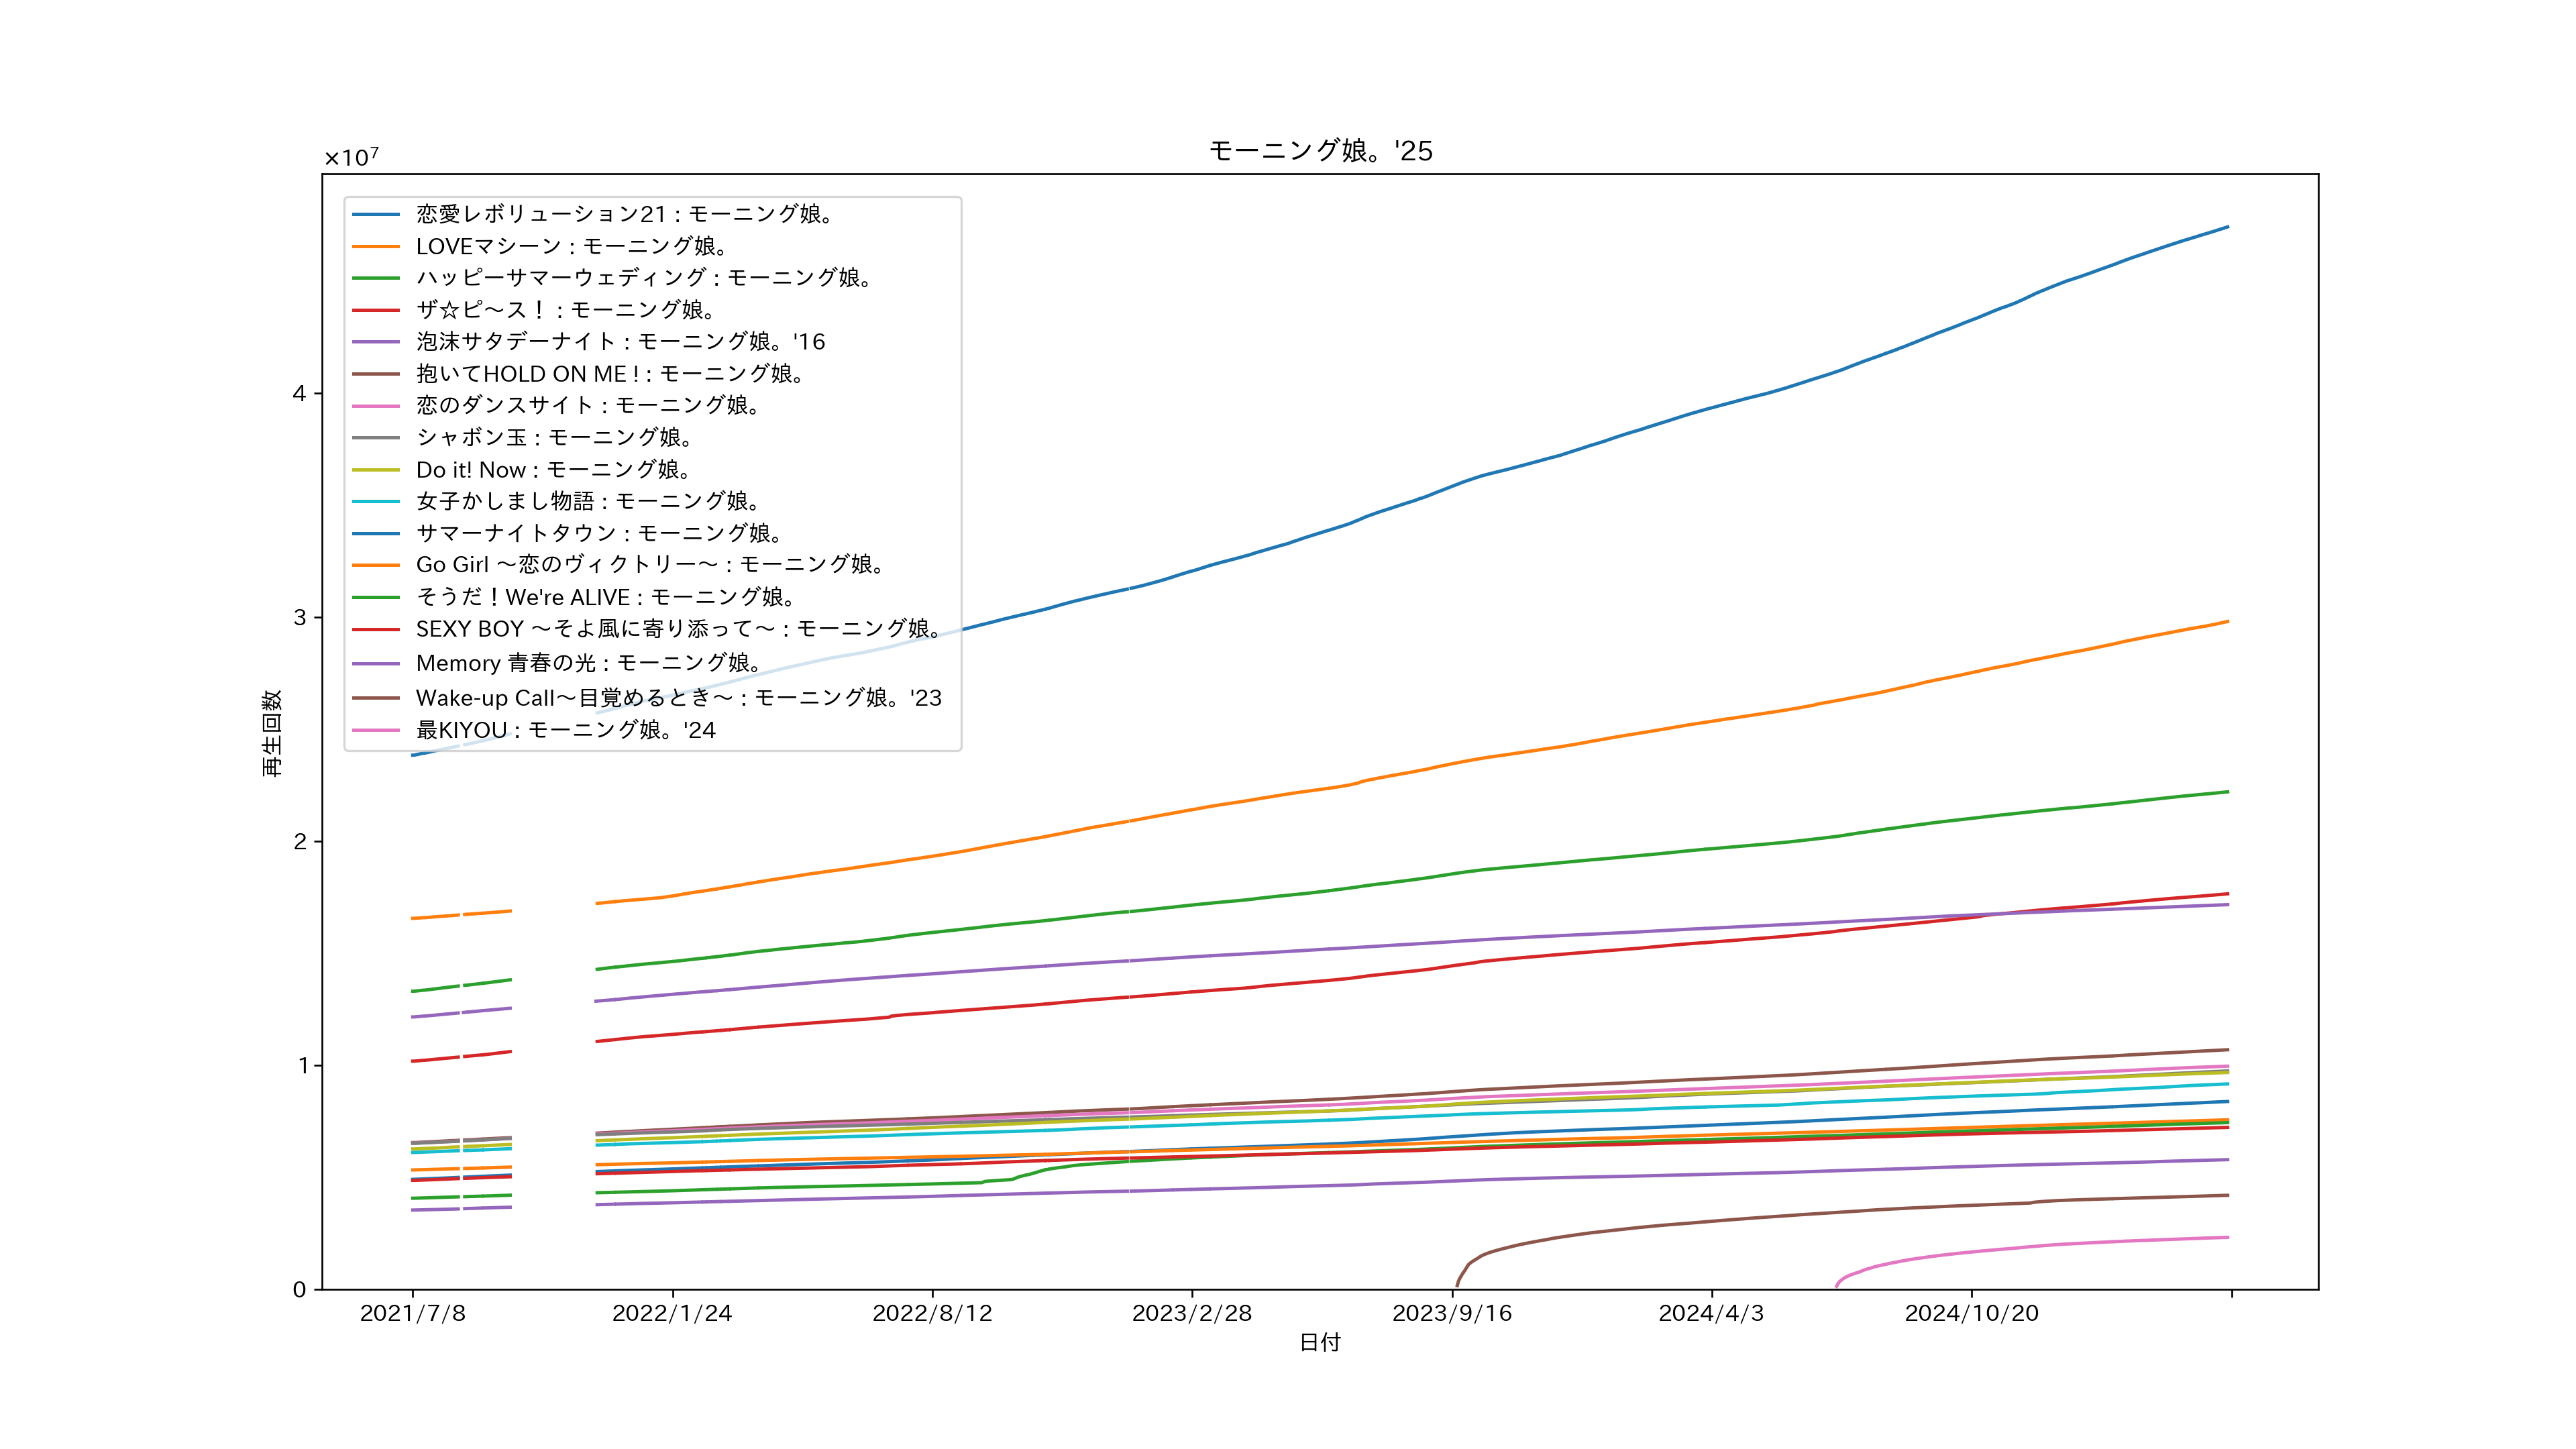 モーニング娘。'25
×10⁷
恋愛レボリューション21 : モーニング娘。
LOVEマシーン : モーニング娘。
ハッピーサマーウェディング : モーニング娘。
ザ☆ピ～ス！ : モーニング娘。
泡沫サタデーナイト : モーニング娘。'16
抱いてHOLD ON ME ! : モーニング娘。
恋のダンスサイト : モーニング娘。
シャボン玉 : モーニング娘。
Do it! Now : モーニング娘。
女子かしまし物語 : モーニング娘。
サマーナイトタウン : モーニング娘。
Go Girl ～恋のヴィクトリー～ : モーニング娘。
そうだ！We're ALIVE : モーニング娘。
SEXY BOY ～そよ風に寄り添って～ : モーニング娘。
Memory 青春の光 : モーニング娘。
Wake-up Call～目覚めるとき～ : モーニング娘。'23
最KIYOU : モーニング娘。'24
4
3
2
1
0
再生回数
2021/7/8
2022/1/24
2022/8/12
2023/2/28
2023/9/16
2024/4/3
2024/10/20
日付